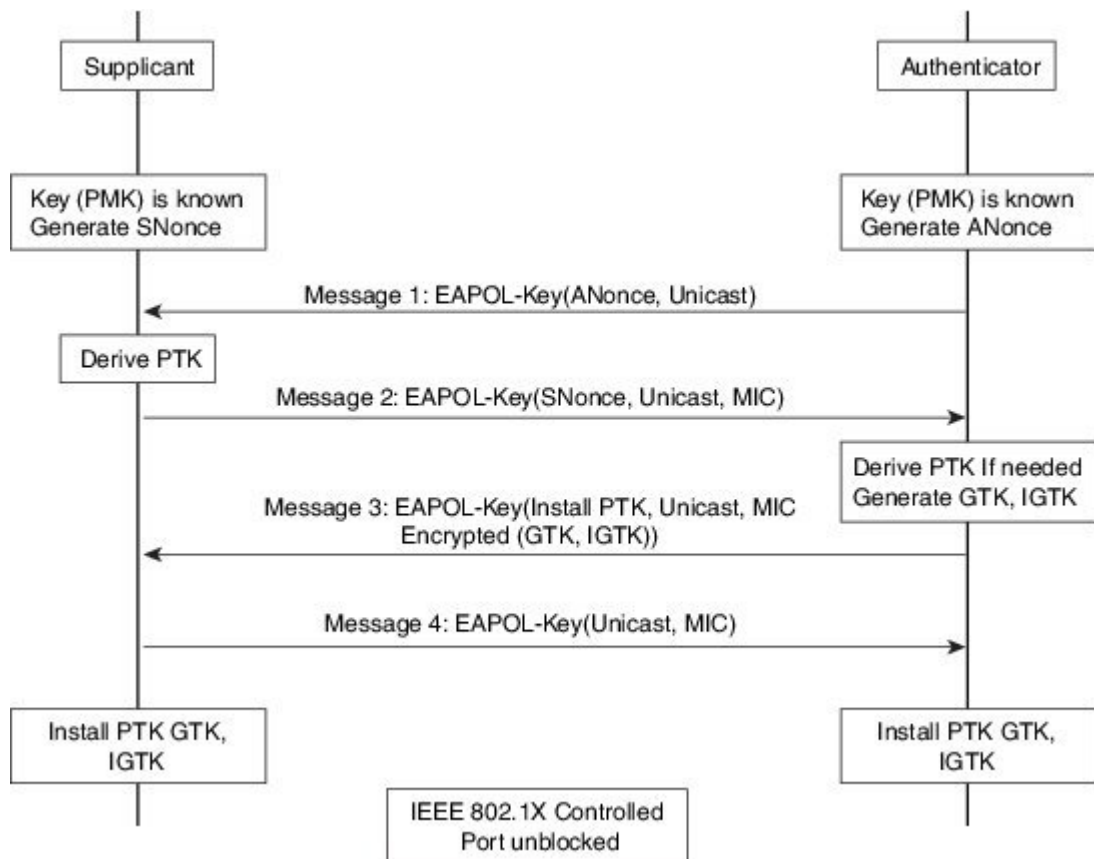 Supplicant
Authenticator
Key (PMK) is known
Generate SNonce
Key (PMK) is known
Generate ANonce
Message 1: EAPOL-Key(ANonce, Unicast)
Derive PTK
Message 2: EAPOL-Key(SNonce, Unicast, MIC)
Derive PTK If needed
Generate GTK, IGTK
Message 3: EAPOL-Key(Install PTK, Unicast, MIC
Encrypted (GTK, IGTK))
Message 4: EAPOL-Key(Unicast, MIC)
Install PTK GTK,
IGTK
Install PTK GTK,
IGTK
IEEE 802.1X Controlled
Port unblocked